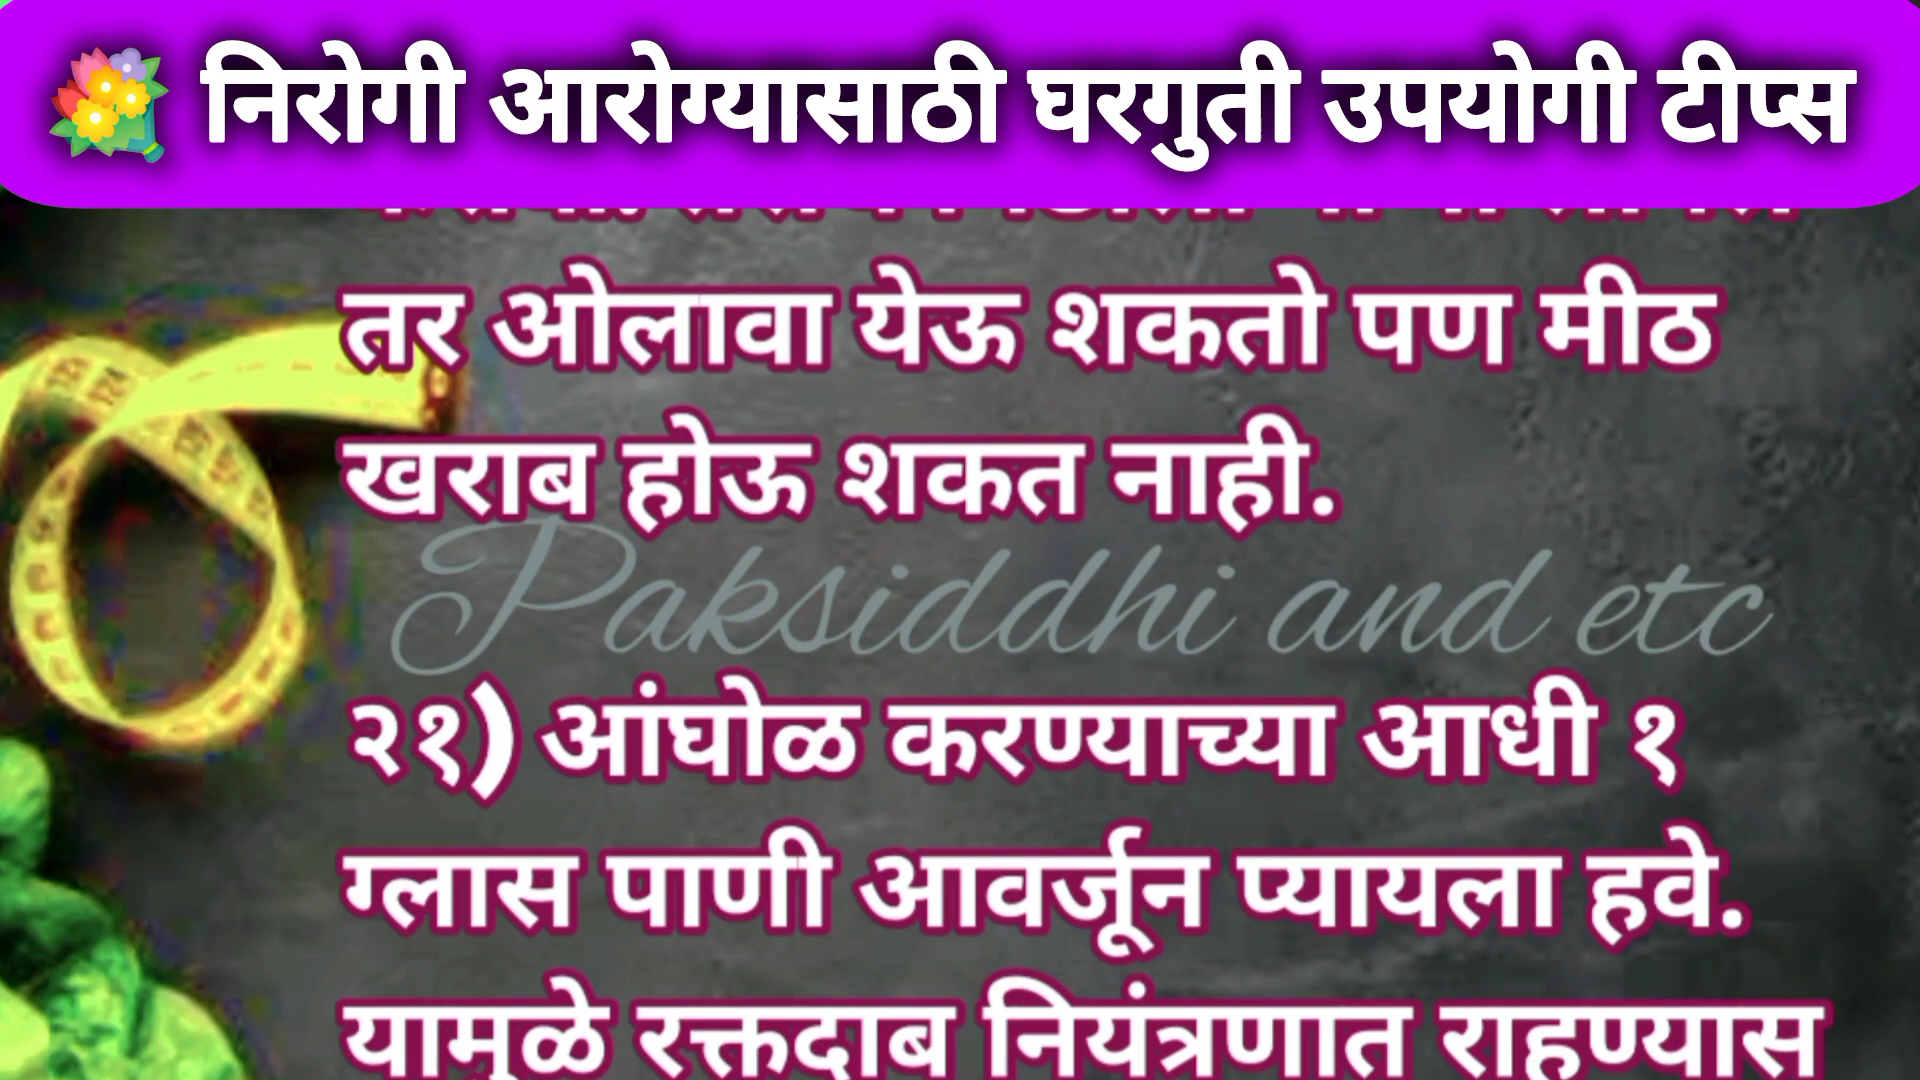 निरोगी आरोग्यासाठी घरगुती उपयोगी टीप्स
तर ओलावा येऊ शकतो पण मीठ
खराब होऊ शकत नाही.
Paksiddhi and etc
२१) आंघोळ करण्याच्या आधी १
ग्लास पाणी आवर्जून प्यायला हवे.
यामुळे रक्तदाब नियंत्रणात राहण्यास